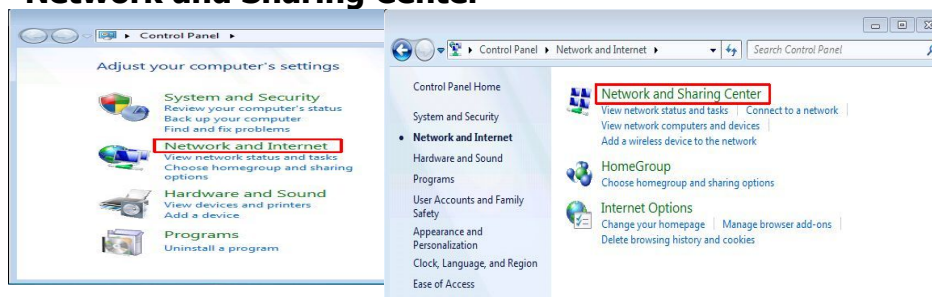 Network and Sharing Center
Control Panel
Adjust your computer's settings
System and Security
Review your computer's status
Back up your computer
Find and fix problems
Network and Internet
View network status and tasks
Choose homegroup and sharing
options
Hardware and Sound
View devices and printers
Add a device
Programs
Uninstall a program
Control Panel Network and Internet Search Control Panel
Control Panel Home
System and Security
Network and Internet
Hardware and Sound
Programs
User Accounts and Family
Safety
Appearance and
Personalization
Clock, Language, and Region
Ease of Access
Network and Sharing Center
View network status and tasks Connect to a network
View network computers and devices
Add a wireless device to the network
HomeGroup
Choose homegroup and sharing options
Internet Options
Change your homepage Manage browser add-ons
Delete browsing history and cookies